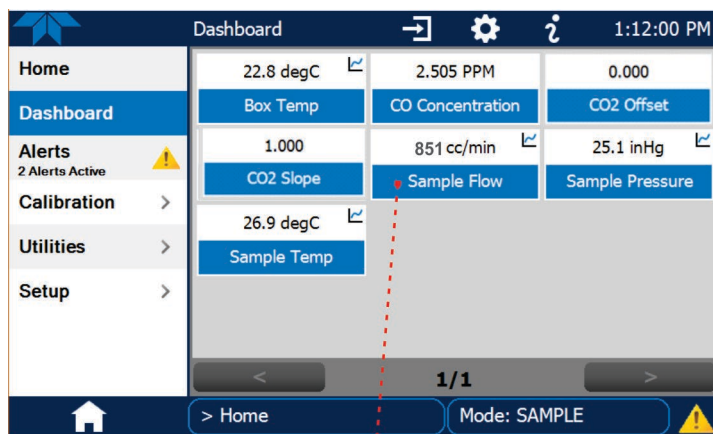 Dashboard
1:12:00 PM
Home
Dashboard
Alerts
2 Alerts Active
Calibration >
Utilities >
Setup >
22.8 degC
Box Temp
2.505 PPM
CO Concentration
0.000
CO2 Offset
1.000
CO2 Slope
851 cc/min
Sample Flow
25.1 inHg
Sample Pressure
26.9 degC
Sample Temp
< 1/1 >
> Home
Mode: SAMPLE